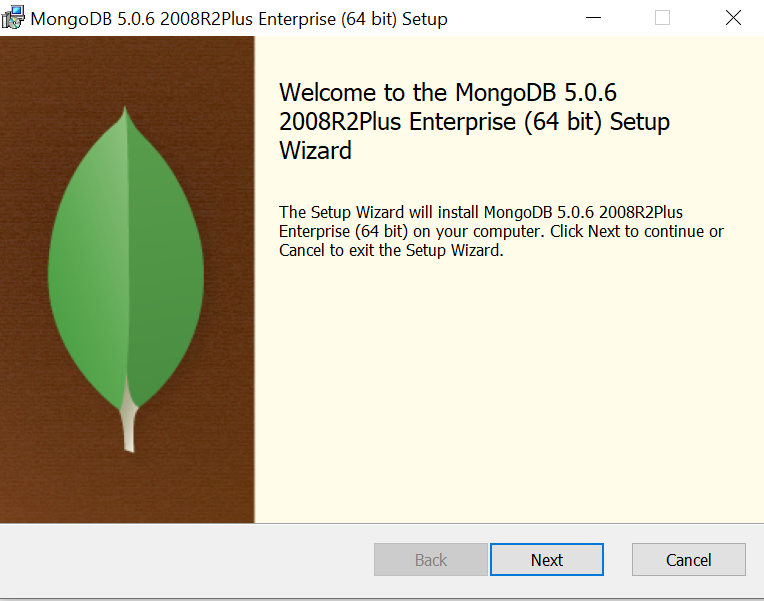 MongoDB 5.0.6 2008R2Plus Enterprise (64 bit) Setup
Welcome to the MongoDB 5.0.6
2008R2Plus Enterprise (64 bit) Setup
Wizard
The Setup Wizard will install MongoDB 5.0.6 2008R2Plus
Enterprise (64 bit) on your computer. Click Next to continue or
Cancel to exit the Setup Wizard.
Back Next Cancel